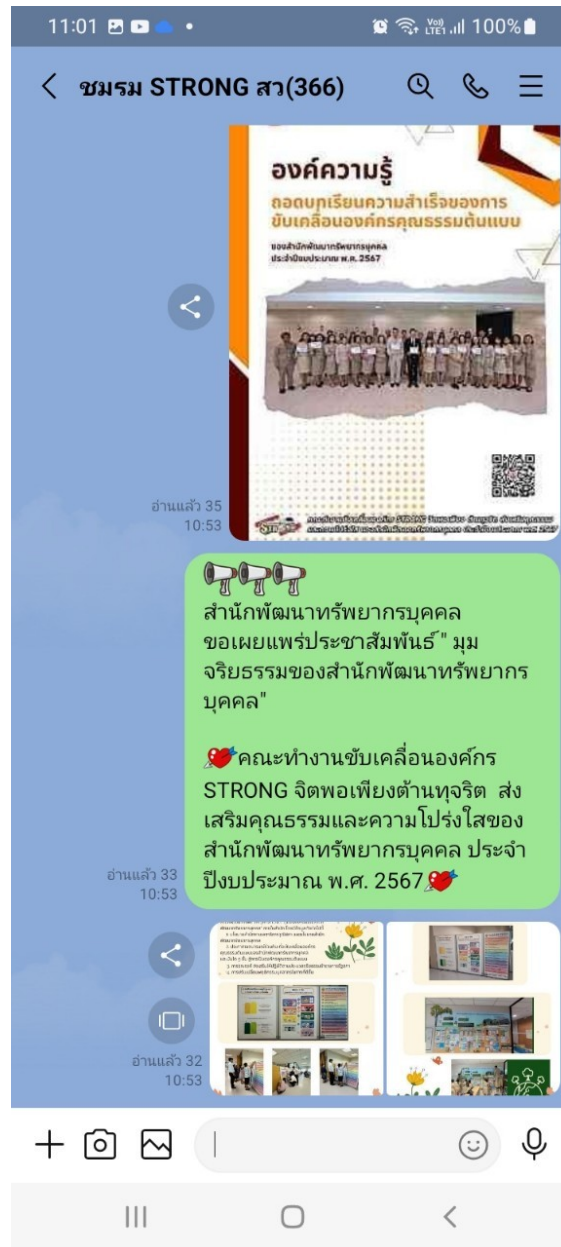 11:01
Vo)) LTE1 100%
ชมรม STRONG สว(366)
องค์ความรู้
ถอดบทเรียนความสำเร็จของการ
ขับเคลื่อนองค์กรคุณธรรมต้นแบบ
ของสำนักพัฒนาทรัพยากรบุคคล
ประจำปีงบประมาณ พ.ศ. 2567
อ่านแล้ว 35
10:53
สำนักพัฒนาทรัพยากรบุคคล
ขอเผยแพร่ประชาสัมพันธ์ " มุม
จริยธรรมของสำนักพัฒนาทรัพยากร
บุคคล"
คณะทำงานขับเคลื่อนองค์กร
STRONG จิตพอเพียงต้านทุจริต ส่ง
เสริมคุณธรรมและความโปร่งใสของ
สำนักพัฒนาทรัพยากรบุคคล ประจำ
ปีงบประมาณ พ.ศ. 2567
อ่านแล้ว 33
10:53
อ่านแล้ว 32
10:53